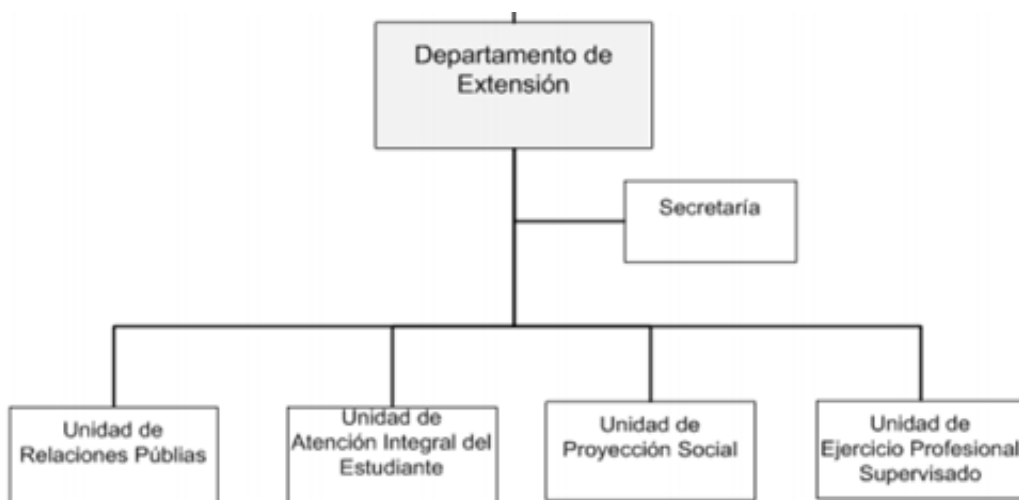 Departamento de
Extensión
Secretaría
Unidad de
Relaciones Públias
Unidad de
Atención Integral del
Estudiante
Unidad de
Proyección Social
Unidad de
Ejercicio Profesional
Supervisado